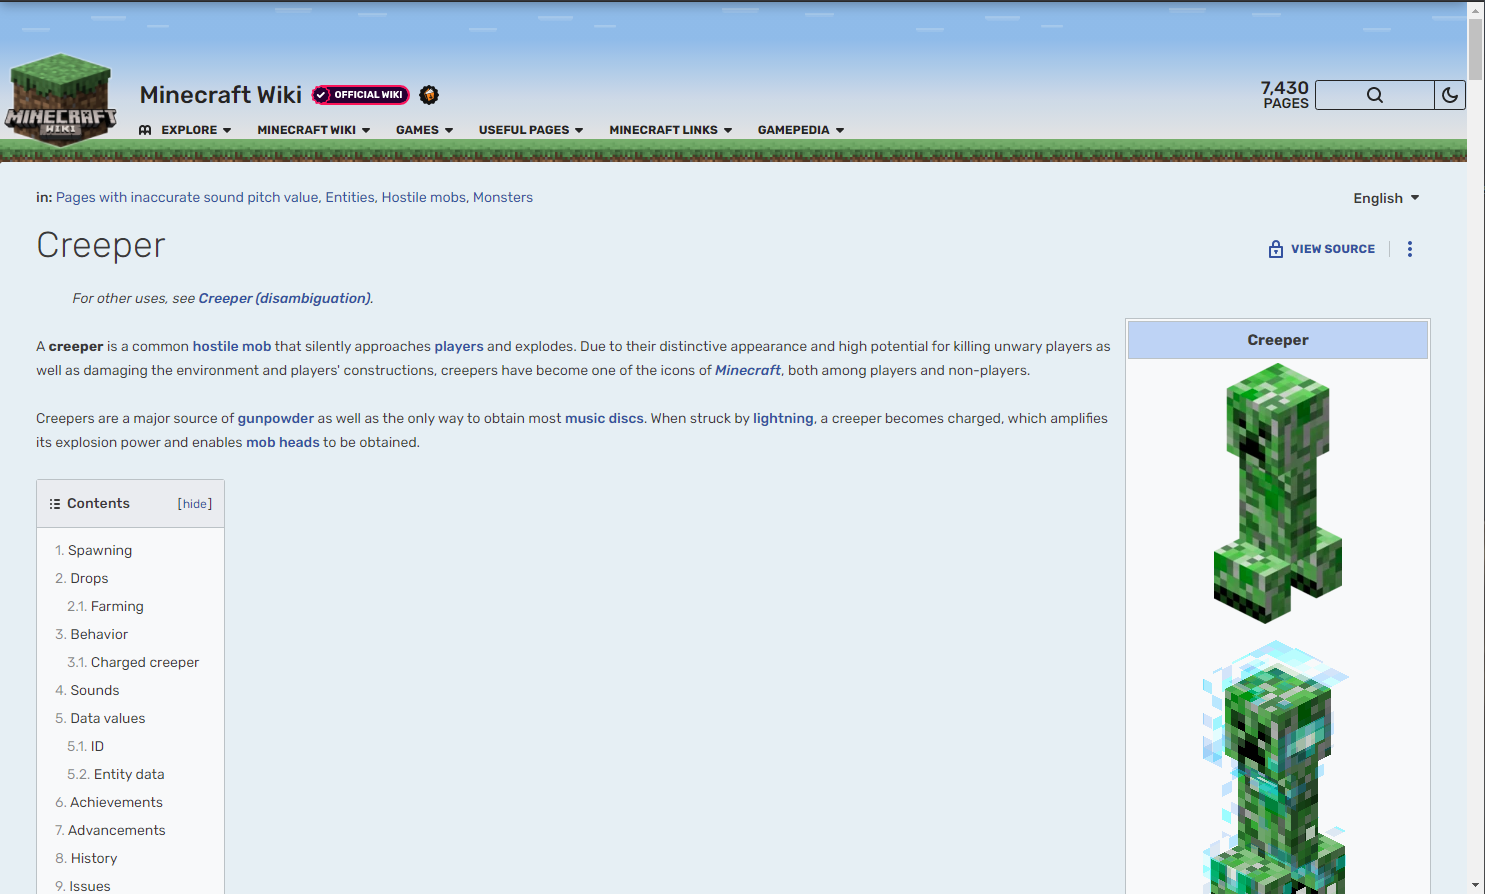 MINECRAFT
WIKI
Minecraft Wiki
OFFICIAL WIKI
7,430
PAGES
EXPLORE
MINECRAFT WIKI
GAMES
USEFUL PAGES
MINECRAFT LINKS
GAMEPEDIA
in: Pages with inaccurate sound pitch value, Entities, Hostile mobs, Monsters
English
Creeper
VIEW SOURCE
For other uses, see Creeper (disambiguation).
A creeper is a common hostile mob that silently approaches players and explodes. Due to their distinctive appearance and high potential for killing unwary players as
well as damaging the environment and players' constructions, creepers have become one of the icons of Minecraft, both among players and non-players.
Creepers are a major source of gunpowder as well as the only way to obtain most music discs. When struck by lightning, a creeper becomes charged, which amplifies
its explosion power and enables mob heads to be obtained.
Creeper
Contents [hide]
1. Spawning
2. Drops
2.1. Farming
3. Behavior
3.1. Charged creeper
4. Sounds
5. Data values
5.1. ID
5.2. Entity data
6. Achievements
7. Advancements
8. History
9. Issues